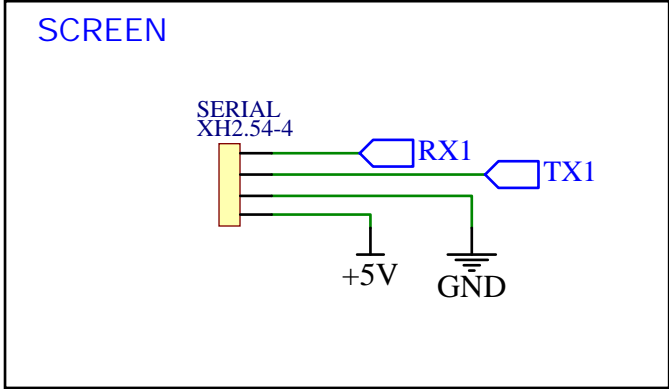 SCREEN
SERIAL
XH2.54-4
RX1
TX1
+5V
GND